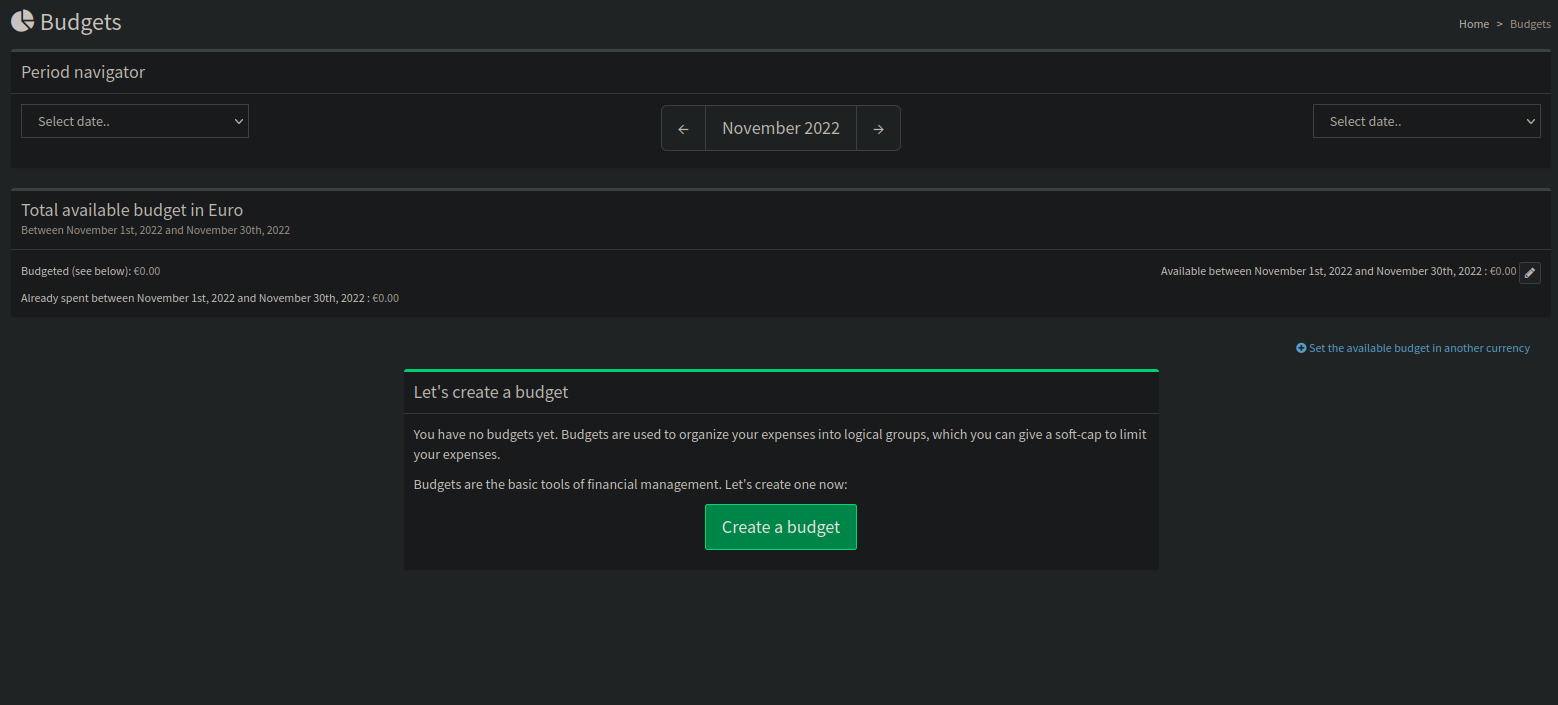 Budgets
Home > Budgets
Period navigator
Select date..
← November 2022 →
Select date..
Total available budget in Euro
Between November 1st, 2022 and November 30th, 2022
Budgeted (see below): €0.00
Available between November 1st, 2022 and November 30th, 2022 : €0.00
Already spent between November 1st, 2022 and November 30th, 2022 : €0.00
Set the available budget in another currency
Let's create a budget
You have no budgets yet. Budgets are used to organize your expenses into logical groups, which you can give a soft-cap to limit
your expenses.
Budgets are the basic tools of financial management. Let's create one now:
Create a budget